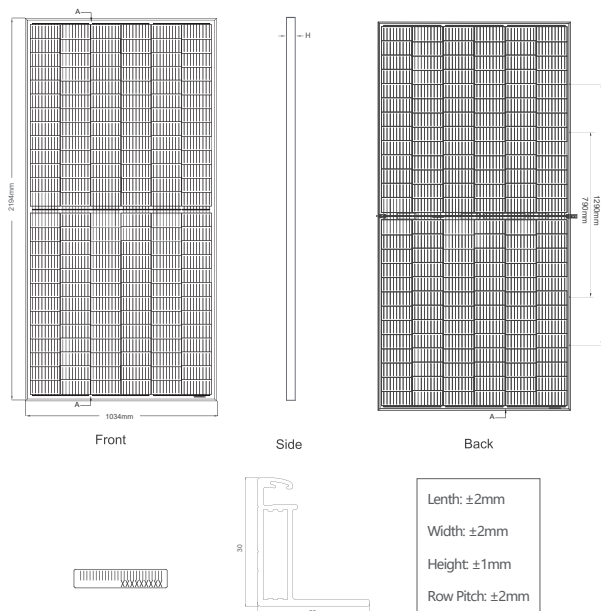 A
H
2194mm
1290mm
790mm
A
1034mm
A
Front
Side
Back
30
Lenth: ±2mm
Width: ±2mm
Height: ±1mm
Row Pitch: ±2mm